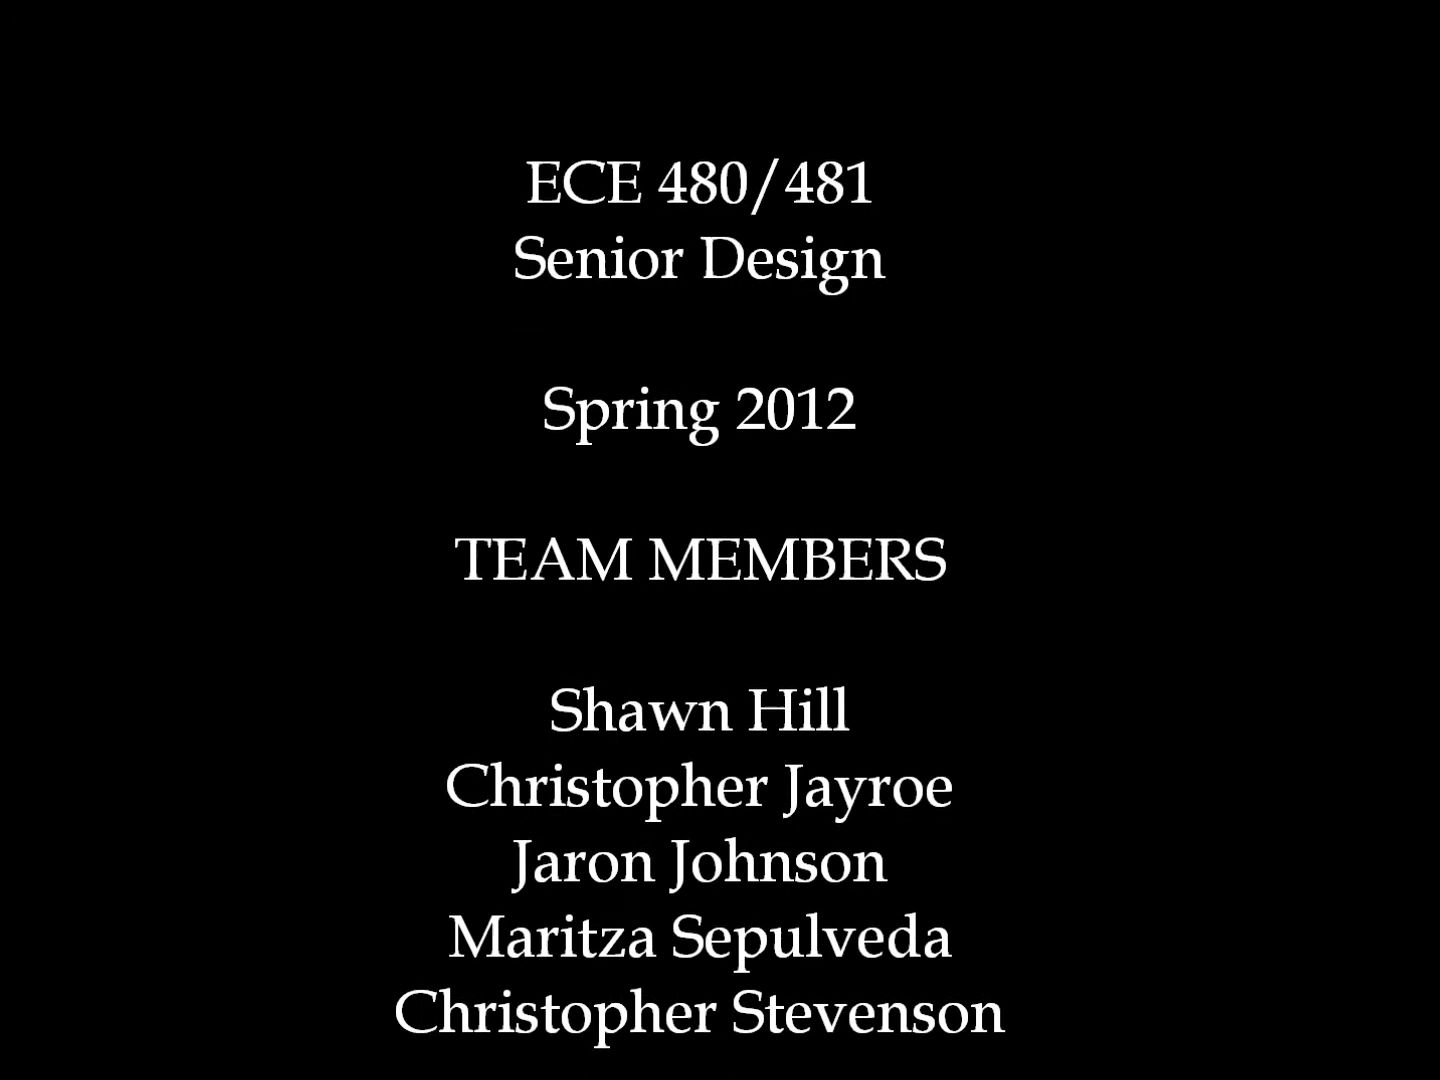 ECE 480/481
Senior Design
Spring 2012
TEAM MEMBERS
Shawn Hill
Christopher Jayroe
Jaron Johnson
Maritza Sepulveda
Christopher Stevenson